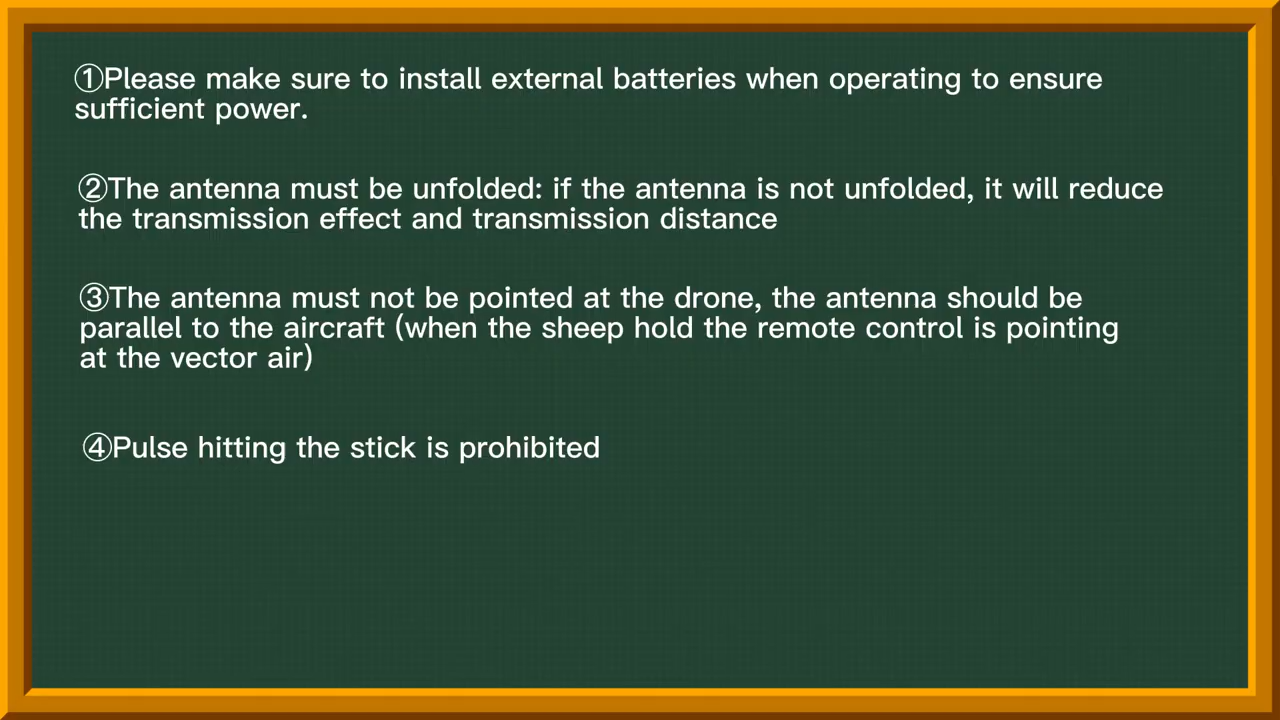 ①Please make sure to install external batteries when operating to ensure
sufficient power.
②The antenna must be unfolded: if the antenna is not unfolded, it will reduce
the transmission effect and transmission distance
③The antenna must not be pointed at the drone, the antenna should be
parallel to the aircraft (when the sheep hold the remote control is pointing
at the vector air)
④Pulse hitting the stick is prohibited